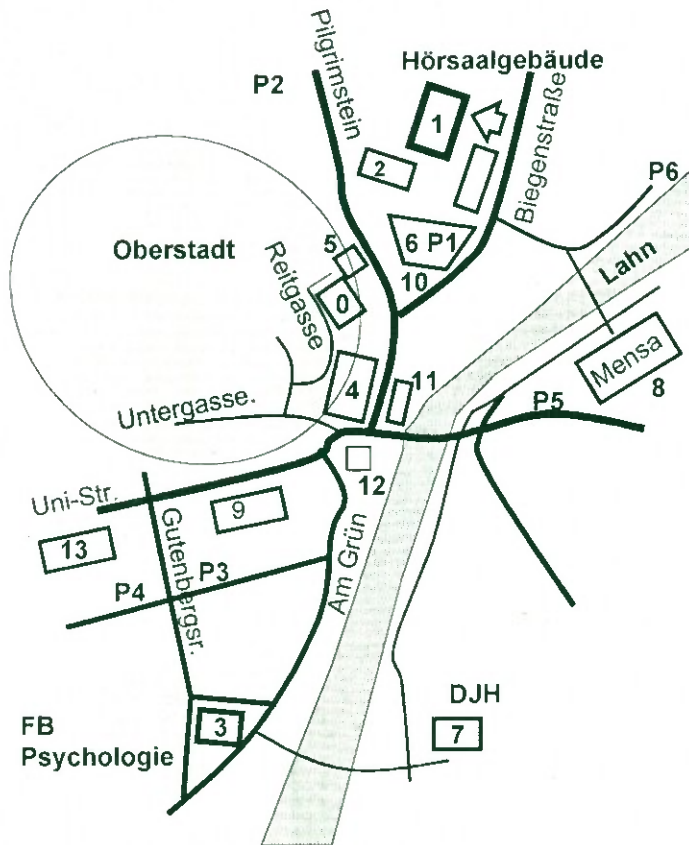 Pilgrimstein
Hörsaalgebäude
P2
1
Biegenstraße
2
P6
Oberstadt
5
6 P1
Lahn
Reitgasse
10
0
Mensa
4
11
8
Untergasse.
P5
12
Uni-Str.
9
13
Gutenbergsr.
P3
Am Grün
P4
DJH
7
FB
Psychologie
3